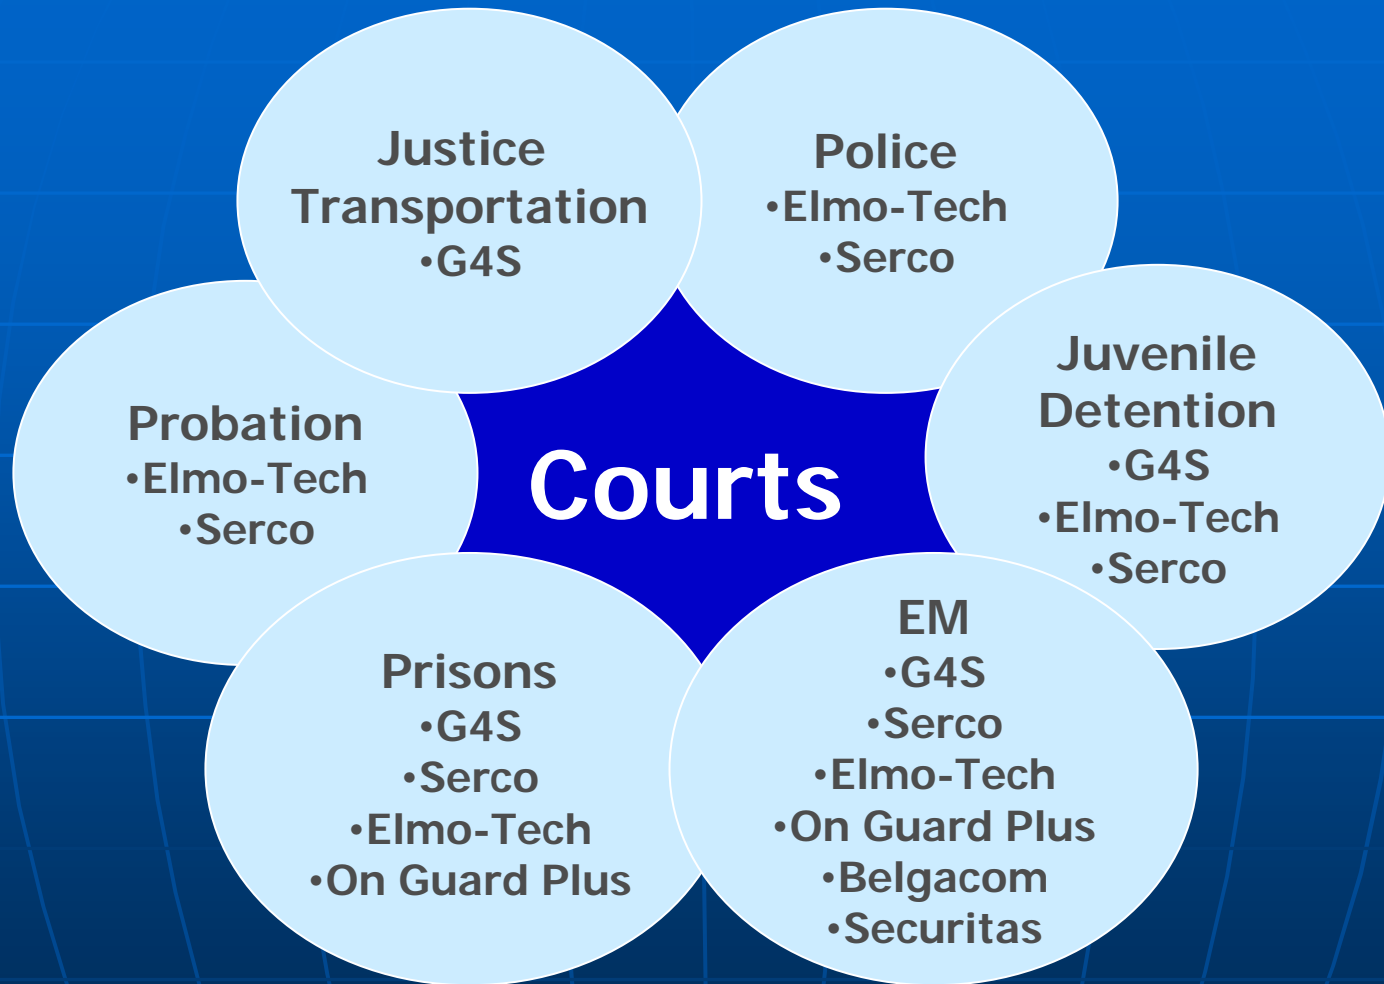 Justice
Transportation
•G4S
Police
•Elmo-Tech
•Serco
Juvenile
Detention
•G4S
•Elmo-Tech
•Serco
Probation
•Elmo-Tech
•Serco
Courts
Prisons
•G4S
•Serco
•Elmo-Tech
•On Guard Plus
EM
•G4S
•Serco
•Elmo-Tech
•On Guard Plus
•Belgacom
•Securitas